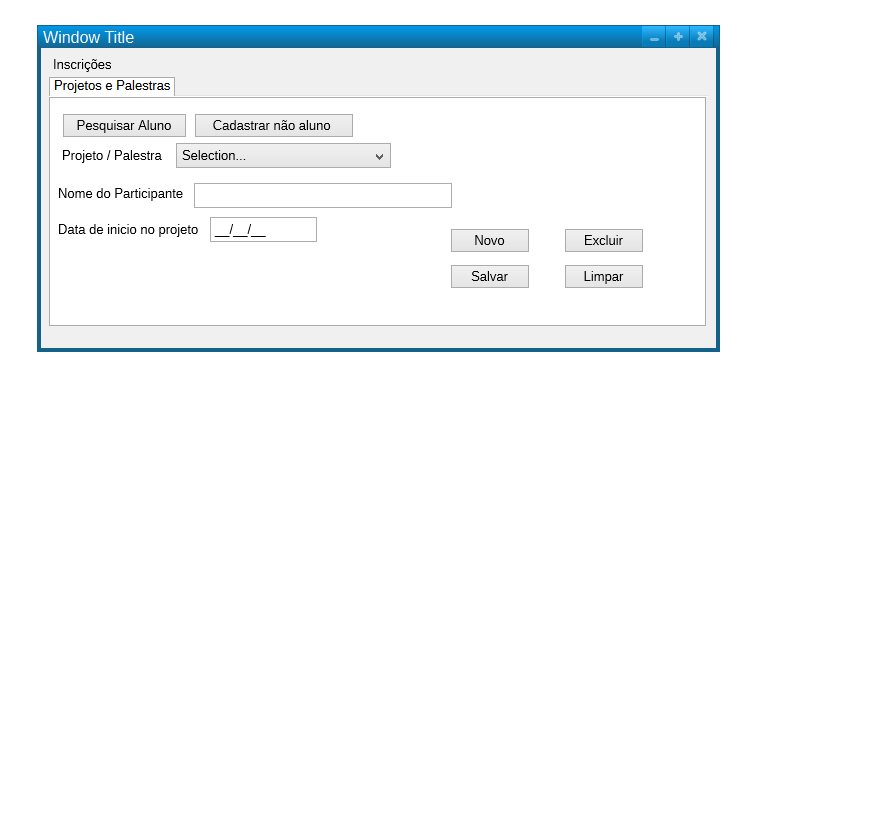 Window Title
Inscrições
Projetos e Palestras
Pesquisar Aluno Cadastrar não aluno
Projeto / Palestra Selection...
Nome do Participante
Data de inicio no projeto __/__/__
Novo Excluir
Salvar Limpar